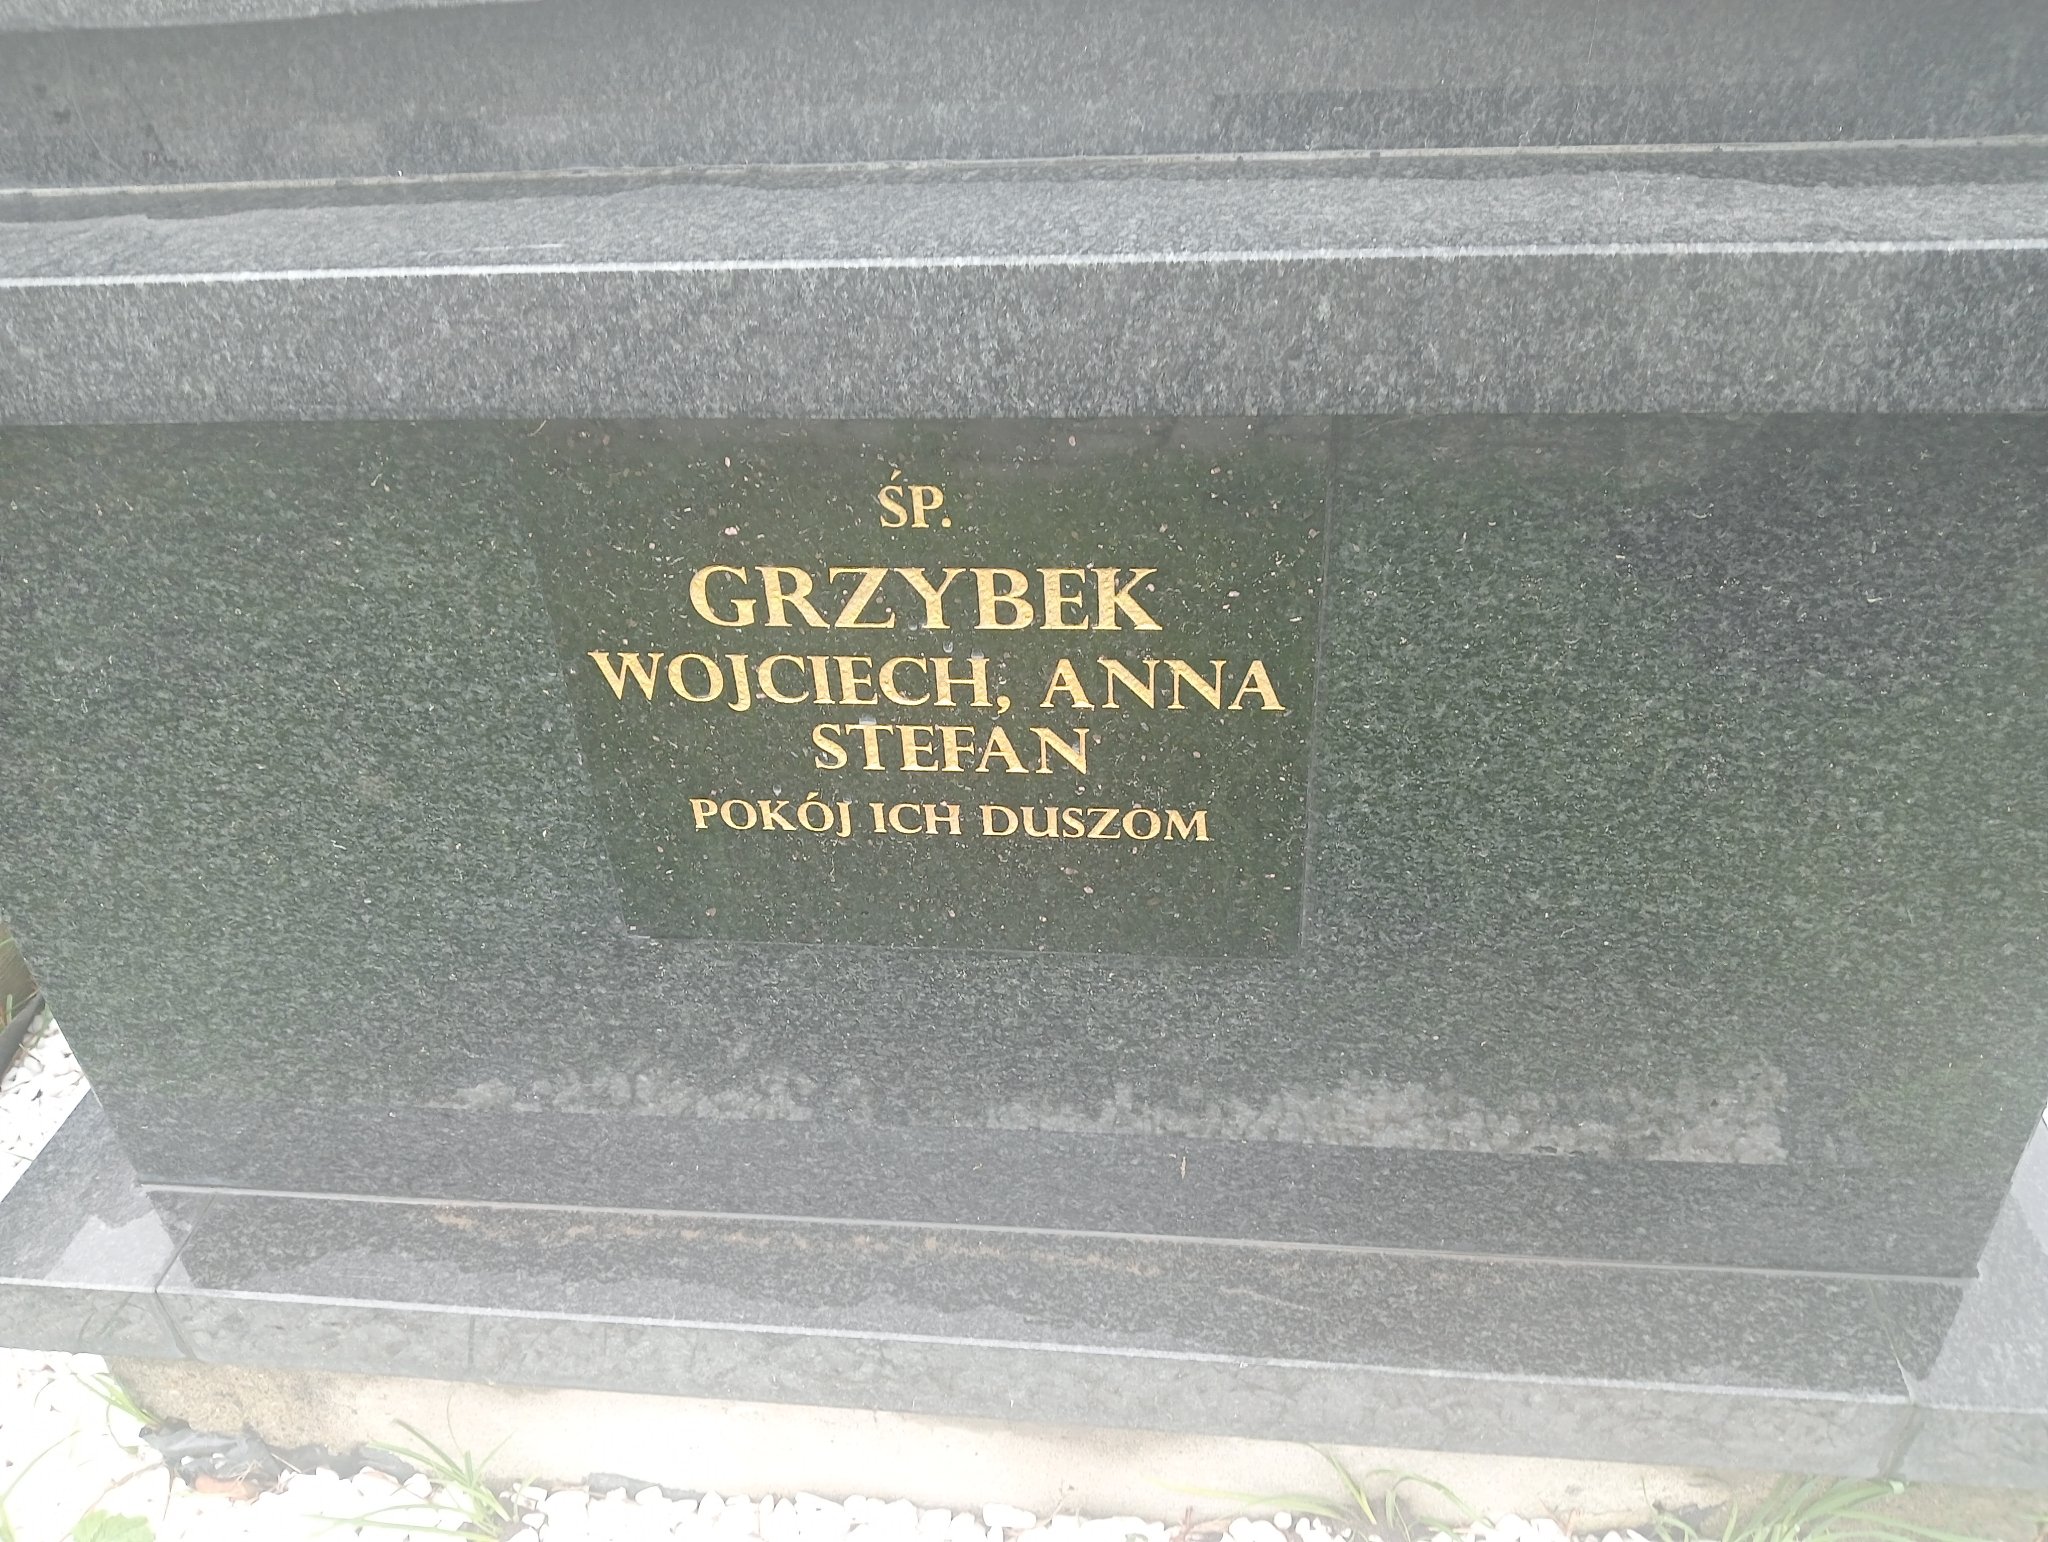 ŚP.
GRZYBEK
WOJCIECH, ANNA
STEFAN
POKÓJ ICH DUSZOM